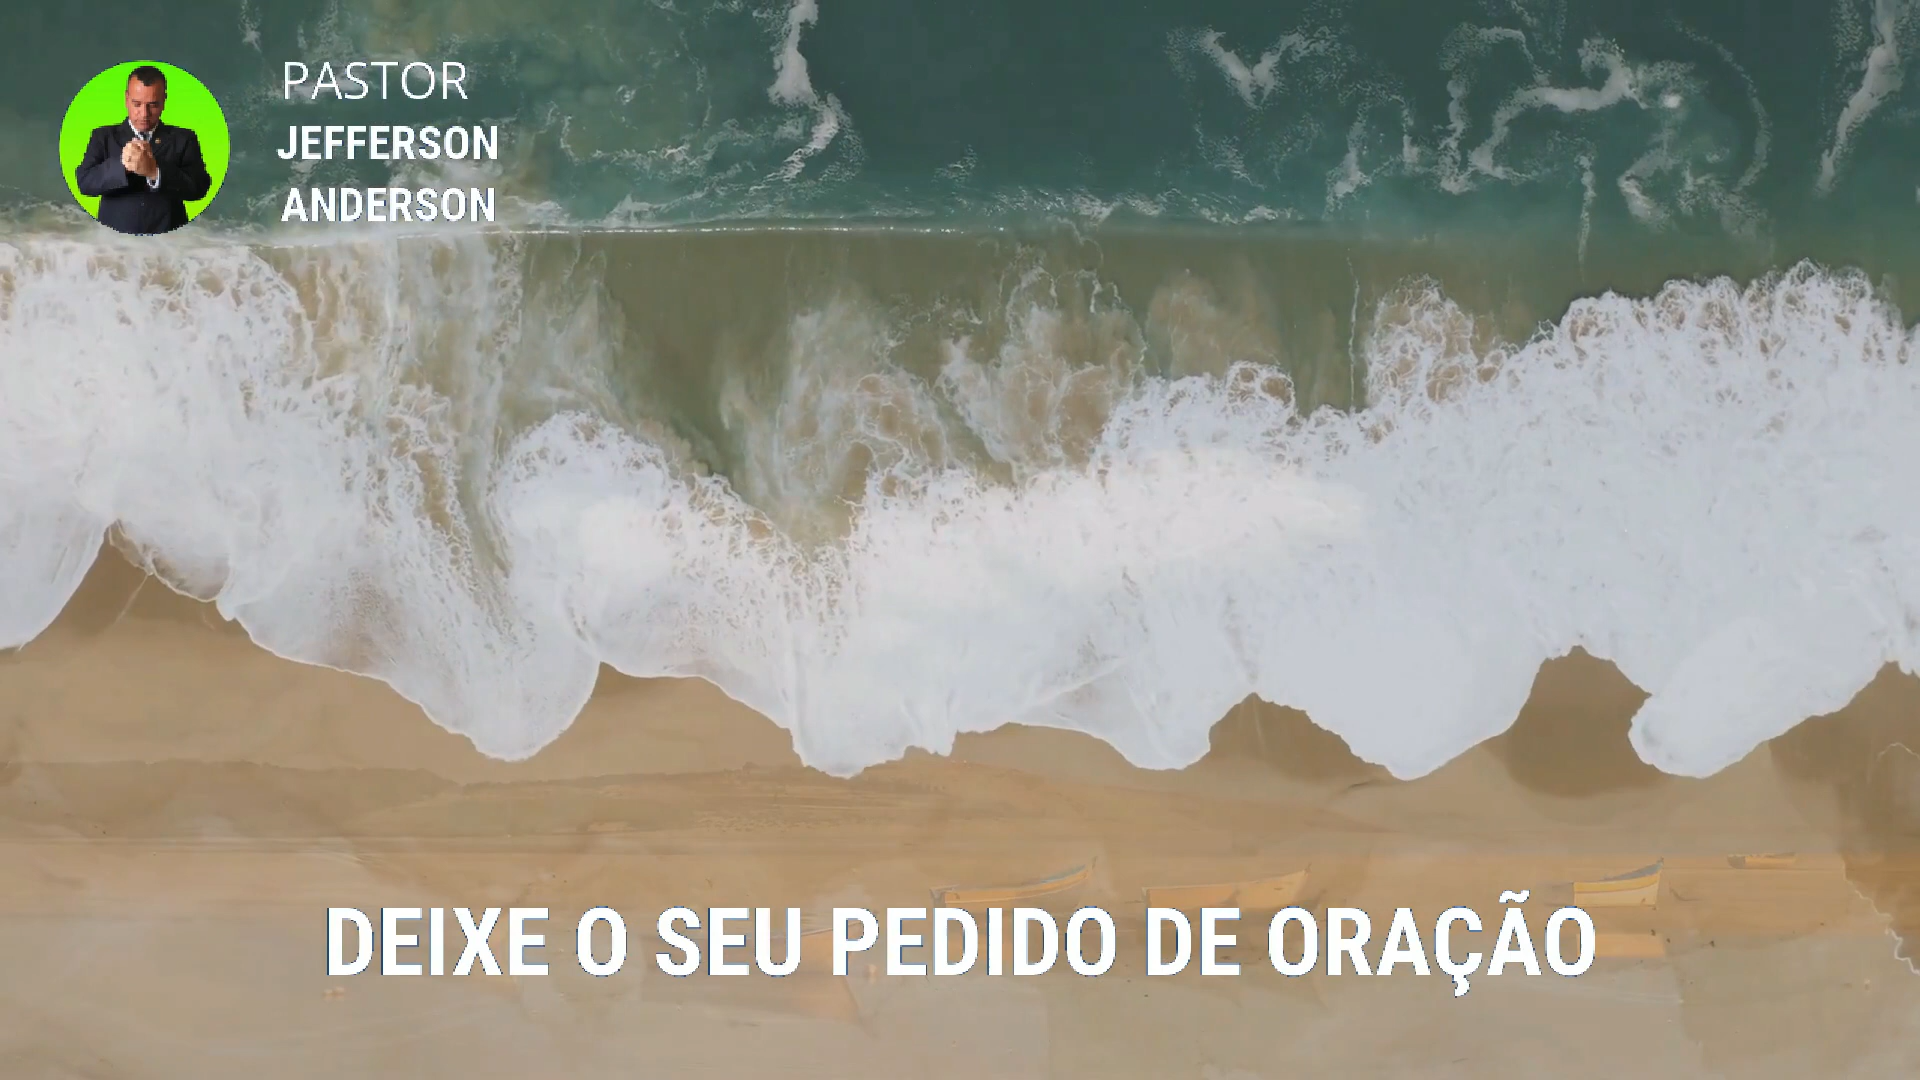 PASTOR
JEFFERSON
ANDERSON
DEIXE O SEU PEDIDO DE ORAÇÃO